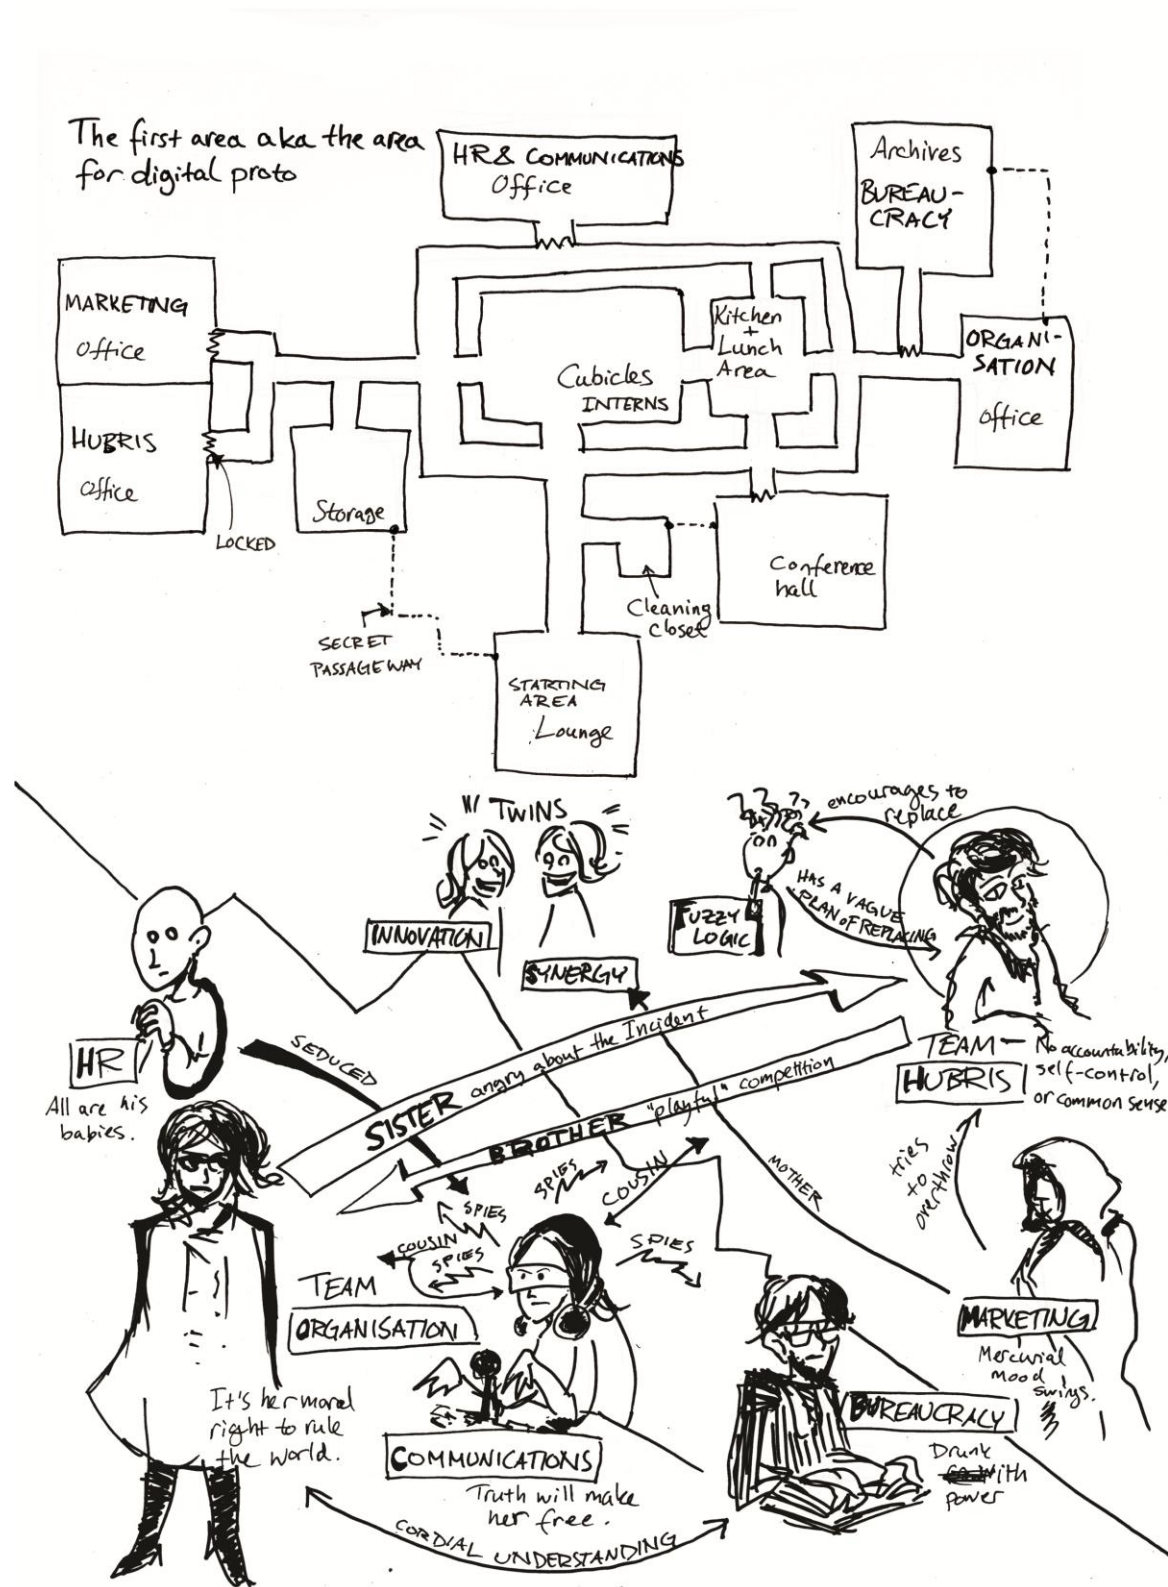 The first area aka the area
for digital proto
HR & COMMUNICATIONS
Office
Archives
BUREAU-
CRACY
MARKETING
Office
Kitchen
+
Lunch
Area
ORGANI-
SATION
Office
Cubicles
INTERNS
HUBRIS
Office
Storage
LOCKED
Conference
hall
Cleaning
closet
SECRET
PASSAGEWAY
STARTING
AREA
Lounge
TWINS
encourages to
replace
INNOVATION
SYNERGY
FUZZY
LOGIC
HAS A VAGUE
PLAN OF REPLACING
HR
All are his
babies.
SEDUCED
SISTER angry about the Incident
BROTHER "playful" competition
TEAM
HUBRIS
No accountability,
self-control,
or common sense
tries
to
overthrow
MOTHER
COUSIN
SPIES
SPIES
COUSIN
SPIES
SPIES
TEAM
ORGANISATION
It's her moral
right to rule
the world.
COMMUNICATIONS
Truth will make
her free.
MARKETING
Mercurial
mood
swings.
BUREAUCRACY
Drunk
with
power
CORDIAL UNDERSTANDING